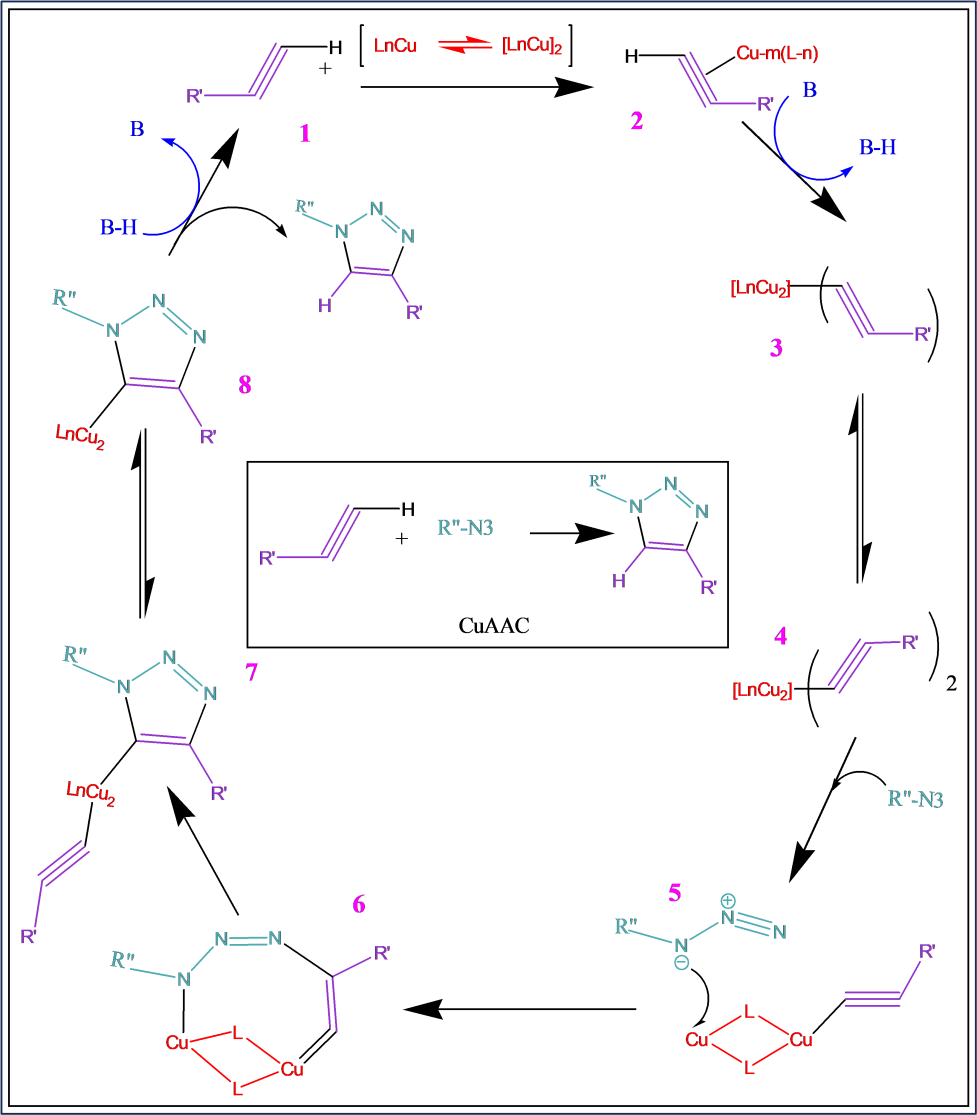 R' H + [ LnCu ⇌ [LnCu]2 ]
1
H Cu-m(L-n) R'
2
B
B-H
B
B-H
R" N N N H R'
[LnCu2] ( R' )
3
R" N N N R' LnCu2
8
R' H + R"-N3 R" N N N H R'
CuAAC
4
[LnCu2] ( R' ) 2
R"-N3
7
R" N N N R' LnCu2 R'
5
R" N ⊖ N ⊕ N
Cu L L Cu R'
6
R" N N N R' Cu L L Cu